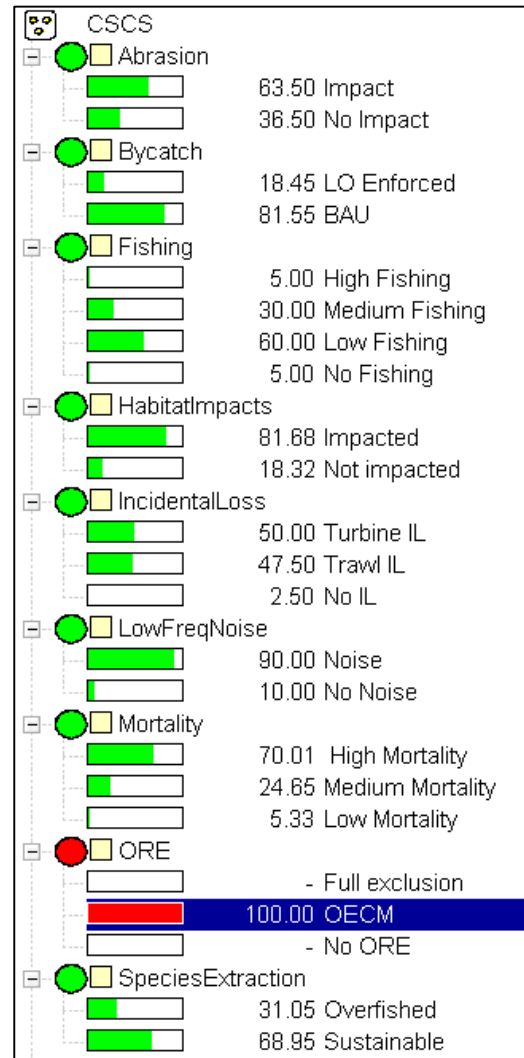 CSCS
Abrasion
63.50 Impact
36.50 No Impact
Bycatch
18.45 LO Enforced
81.55 BAU
Fishing
5.00 High Fishing
30.00 Medium Fishing
60.00 Low Fishing
5.00 No Fishing
HabitatImpacts
81.68 Impacted
18.32 Not impacted
IncidentalLoss
50.00 Turbine IL
47.50 Trawl IL
2.50 No IL
LowFreqNoise
90.00 Noise
10.00 No Noise
Mortality
70.01 High Mortality
24.65 Medium Mortality
5.33 Low Mortality
ORE
- Full exclusion
100.00 OECM
- No ORE
SpeciesExtraction
31.05 Overfished
68.95 Sustainable